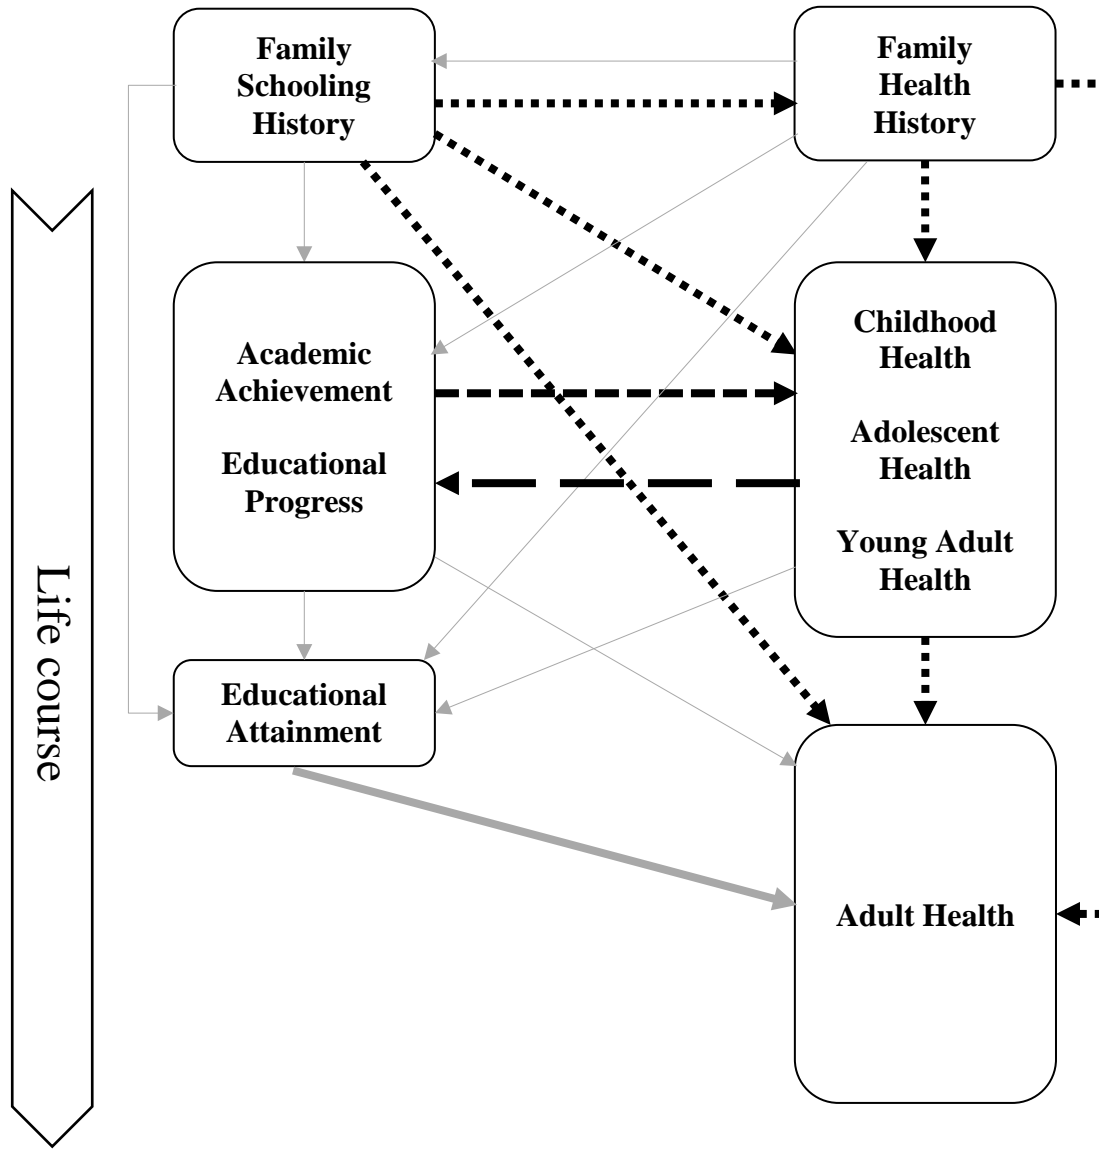 Family
Schooling
History
Family
Health
History
Academic
Achievement
Educational
Progress
Childhood
Health
Adolescent
Health
Young Adult
Health
Educational
Attainment
Adult Health
Life course